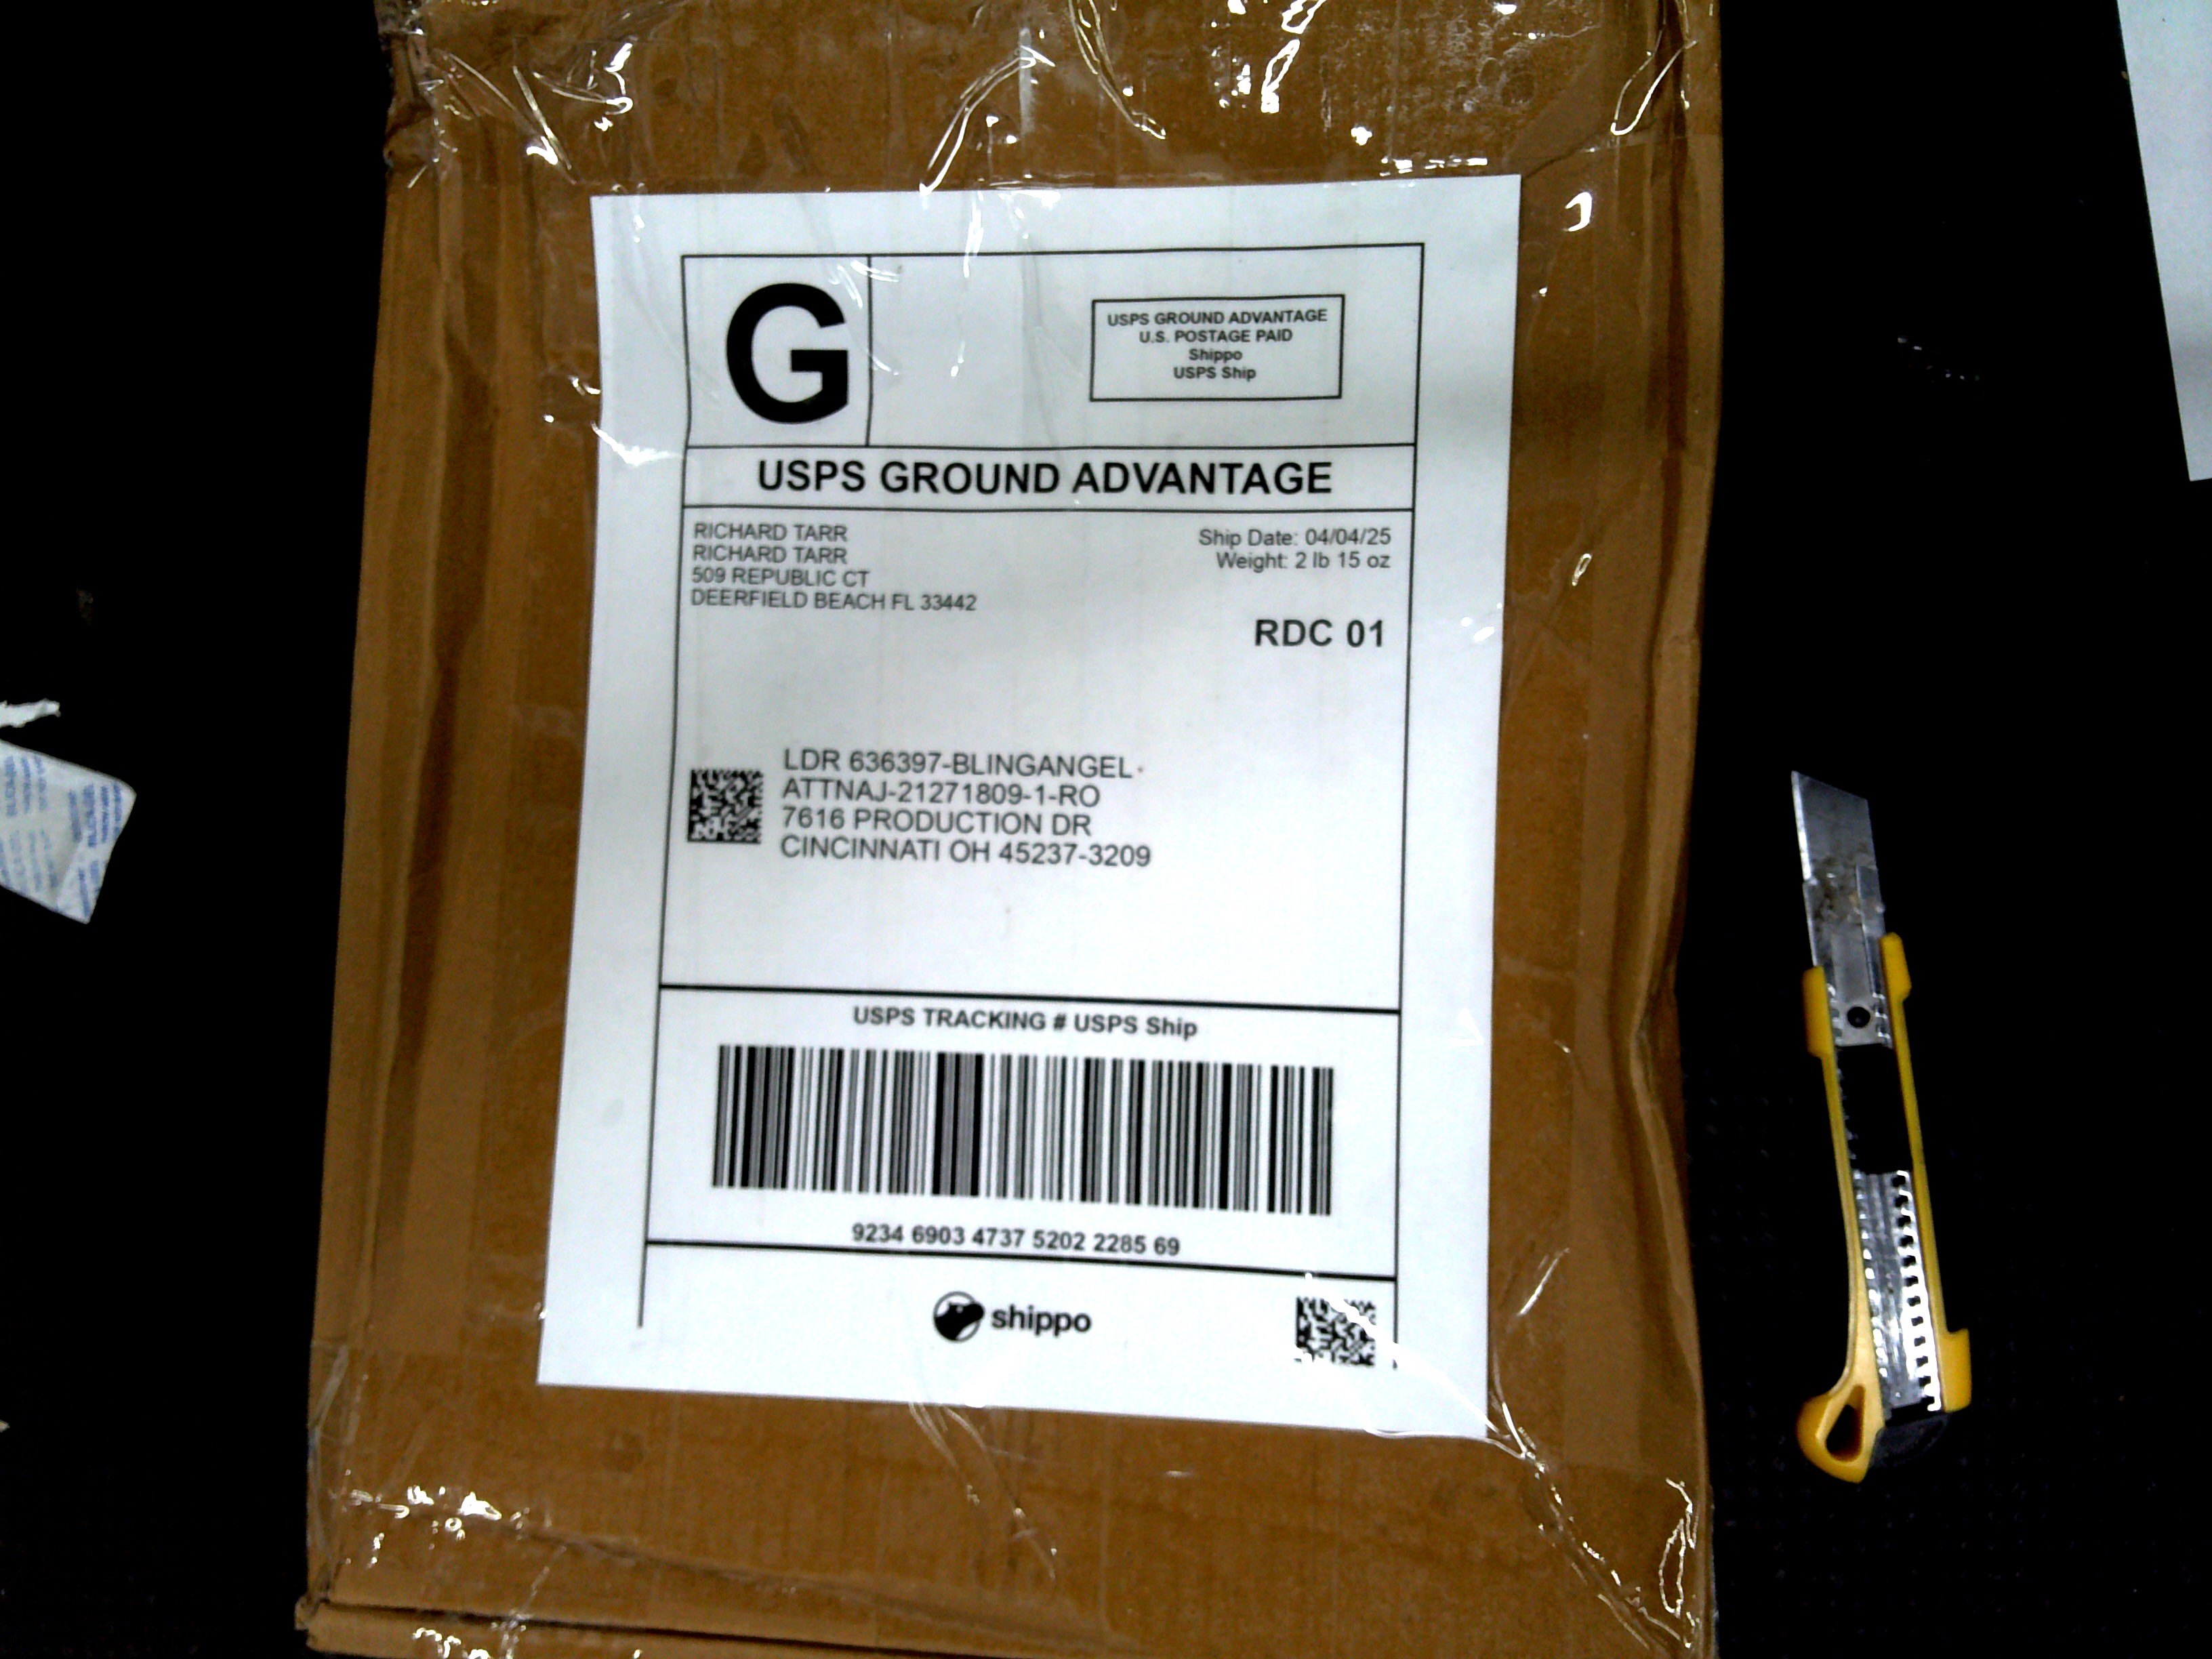 G
USPS GROUND ADVANTAGE
U.S. POSTAGE PAID
Shippo
USPS Ship
USPS GROUND ADVANTAGE
RICHARD TARR
RICHARD TARR
509 REPUBLIC CT
DEERFIELD BEACH FL 33442
Ship Date: 04/04/25
Weight: 2 lb 15 oz
RDC 01
LDR 636397-BLINGANGEL
ATTNAJ-21271809-1-RO
7616 PRODUCTION DR
CINCINNATI OH 45237-3209
USPS TRACKING # USPS Ship
9234 6903 4737 5202 2285 69
shippo